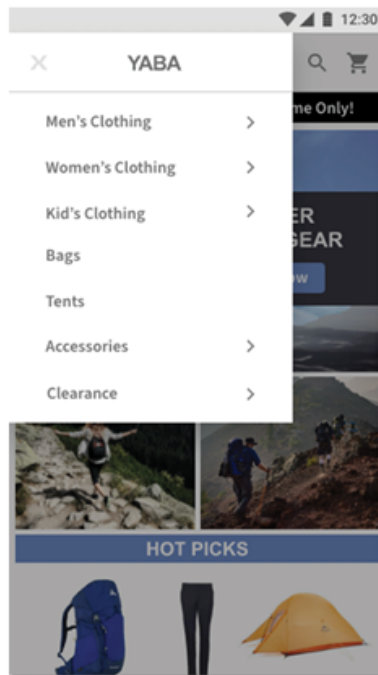 12:30
YABA
me Only!
Men's Clothing
Women's Clothing
Kid's Clothing
ER
GEAR
Bags
ow
Tents
Accessories
Clearance
HOT PICKS